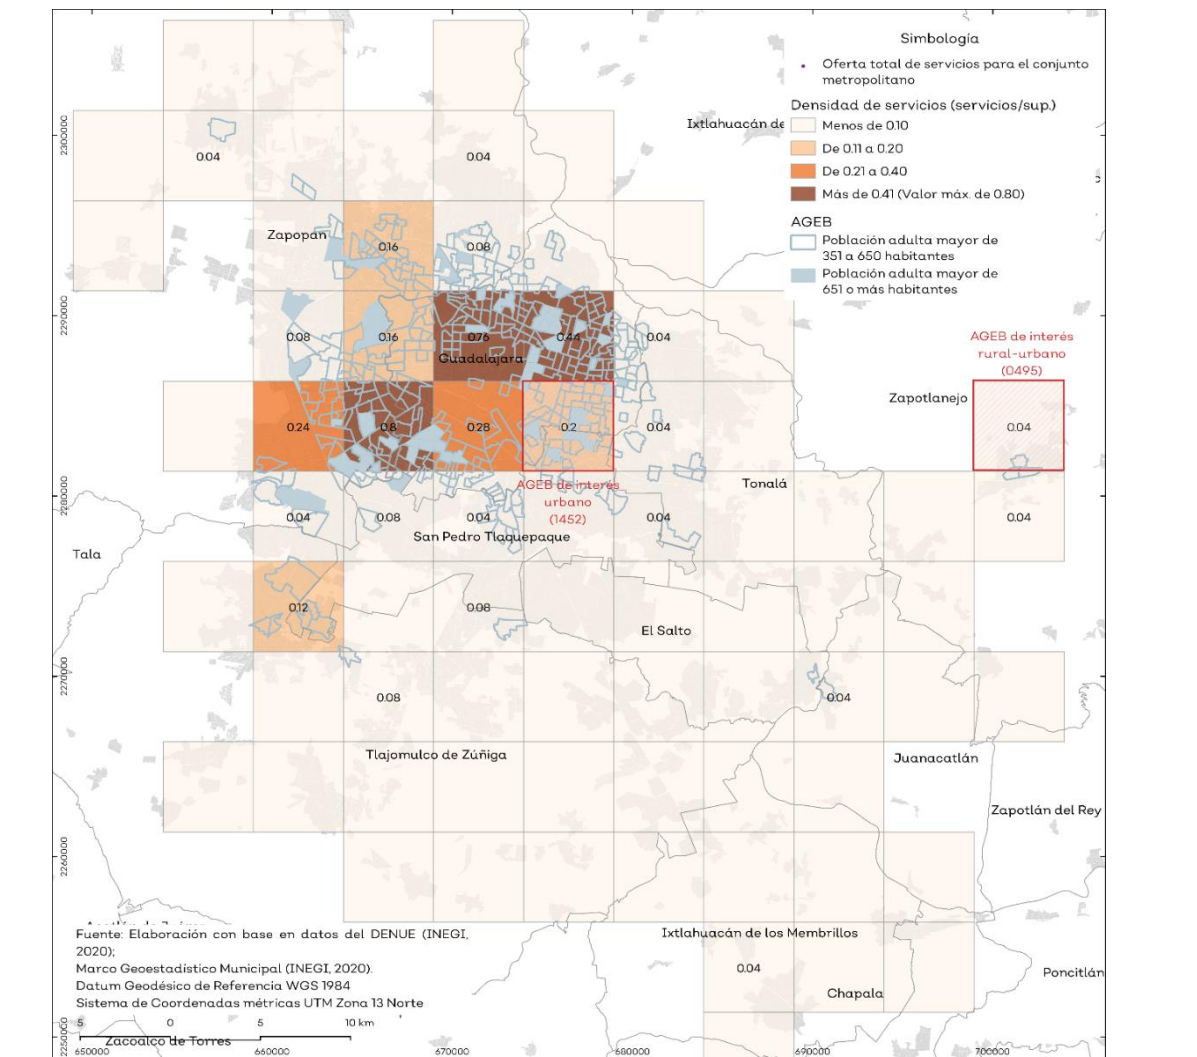 Simbología
Oferta total de servicios para el conjunto
metropolitano
Densidad de servicios (servicios/sup.)
Menos de 0.10
De 0.11 a 0.20
De 0.21 a 0.40
Más de 0.41 (Valor máx. de 0.80)
AGEB
Población adulta mayor de
351 a 650 habitantes
Población adulta mayor de
651 o más habitantes
Ixtlahuacán de
2300000
0.04
0.04
Zapopan
0.16
0.08
2290000
0.08
0.16
0.76
0.44
0.04
Guadalajara
AGEB de interés
rural-urbano
(0495)
Zapotlanejo
0.24
0.8
0.28
0.2
0.04
0.04
AGEB de interés
urbano
(1452)
Tonalá
2280000
0.04
0.08
0.04
0.04
0.04
San Pedro Tlaquepaque
Tala
0.12
0.08
El Salto
2270000
0.08
0.04
Tlajomulco de Zúñiga
Juanacatlán
Zapotlán del Rey
2260000
Ixtlahuacán de los Membrillos
0.04
Chapala
Poncitlán
Fuente: Elaboración con base en datos del DENUE (INEGI,
2020);
Marco Geoestadístico Municipal (INEGI, 2020).
Datum Geodésico de Referencia WGS 1984
Sistema de Coordenadas métricas UTM Zona 13 Norte
5 0 5 10 km
Zacoalco de Torres
2250000
650000 660000 670000 680000 690000 700000